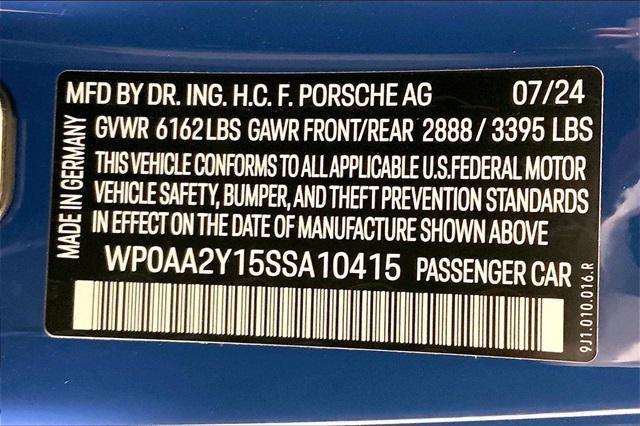 MFD BY DR. ING. H.C. F. PORSCHE AG 07/24
GVWR 6162 LBS GAWR FRONT/REAR 2888 / 3395 LBS
THIS VEHICLE CONFORMS TO ALL APPLICABLE U.S. FEDERAL MOTOR
VEHICLE SAFETY, BUMPER, AND THEFT PREVENTION STANDARDS
IN EFFECT ON THE DATE OF MANUFACTURE SHOWN ABOVE
WP0AA2Y15SSA10415 PASSENGER CAR
MADE IN GERMANY
9J1.010.016.R